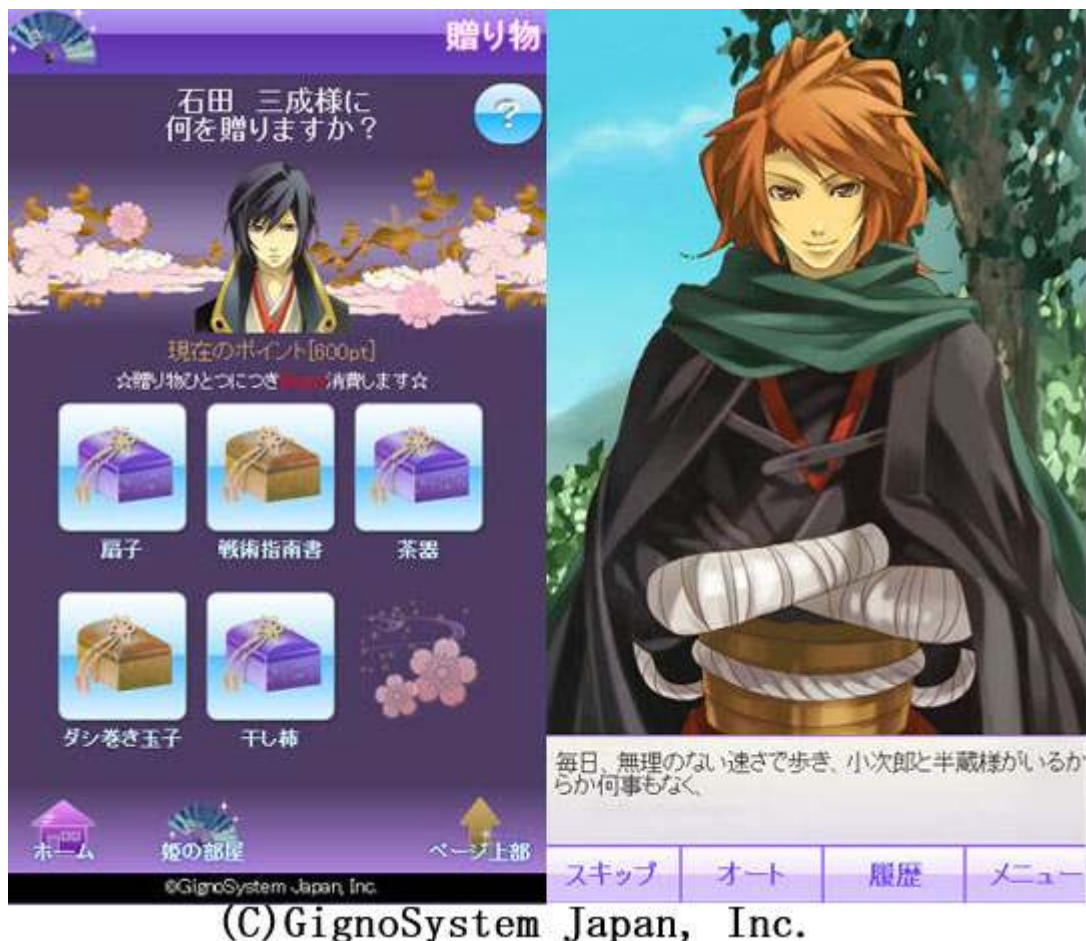 贈り物
石田 三成様に
何を贈りますか？
?
現在のポイント[600pt]
☆贈り物ひとつにつき 消費します☆
扇子
戦術指南書
茶器
ダシ巻き玉子
干し柿
ホーム
姫の部屋
ページ上部
©GignoSystem Japan, Inc.
毎日、無理のない速さで歩き、小次郎と半蔵様がいるか
らか何事もなく、
スキップ
オート
履歴
メニュー
(C)GignoSystem Japan, Inc.